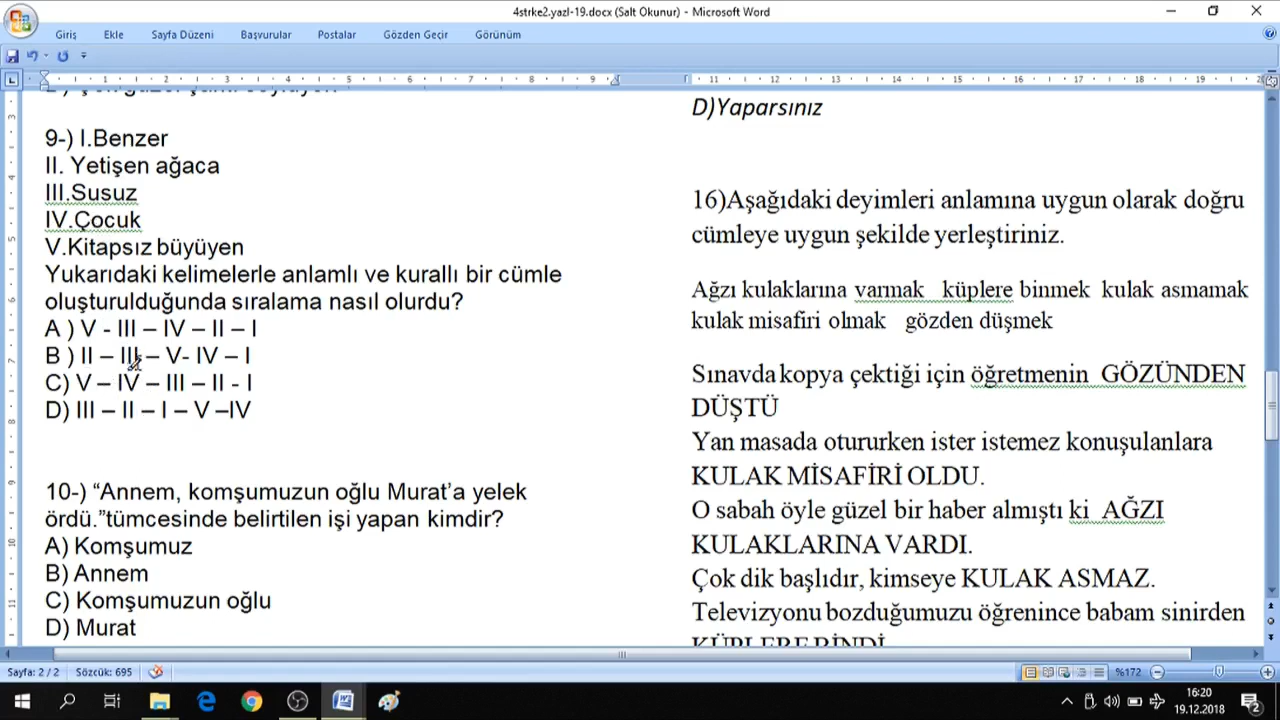 4strke2.yazl-19.docx (Salt Okunur) - Microsoft Word
Giriş Ekle Sayfa Düzeni Başvurular Postalar Gözden Geçir Görünüm
9-) I.Benzer
II. Yetişen ağaca
III.Susuz
IV.Çocuk
V.Kitapsız büyüyen
Yukarıdaki kelimelerle anlamlı ve kurallı bir cümle
oluşturulduğunda sıralama nasıl olurdu?
A ) V - III – IV – II – I
B ) II – III – V- IV – I
C) V – IV – III – II - I
D) III – II – I – V –IV
10-) “Annem, komşumuzun oğlu Murat’a yelek
ördü.”tümcesinde belirtilen işi yapan kimdir?
A) Komşumuz
B) Annem
C) Komşumuzun oğlu
D) Murat
D)Yaparsınız
16)Aşağıdaki deyimleri anlamına uygun olarak doğru
cümleye uygun şekilde yerleştiriniz.
Ağzı kulaklarına varmak küplere binmek kulak asmamak
kulak misafiri olmak gözden düşmek
Sınavda kopya çektiği için öğretmenin GÖZÜNDEN
DÜŞTÜ
Yan masada otururken ister istemez konuşulanlara
KULAK MİSAFİRİ OLDU.
O sabah öyle güzel bir haber almıştı ki AĞZI
KULAKLARINA VARDI.
Çok dik başlıdır, kimseye KULAK ASMAZ.
Televizyonu bozduğumuzu öğrenince babam sinirden
KÜPLERE BİNDİ
Sayfa: 2 / 2 Sözcük: 695 %172
16:20
19.12.2018